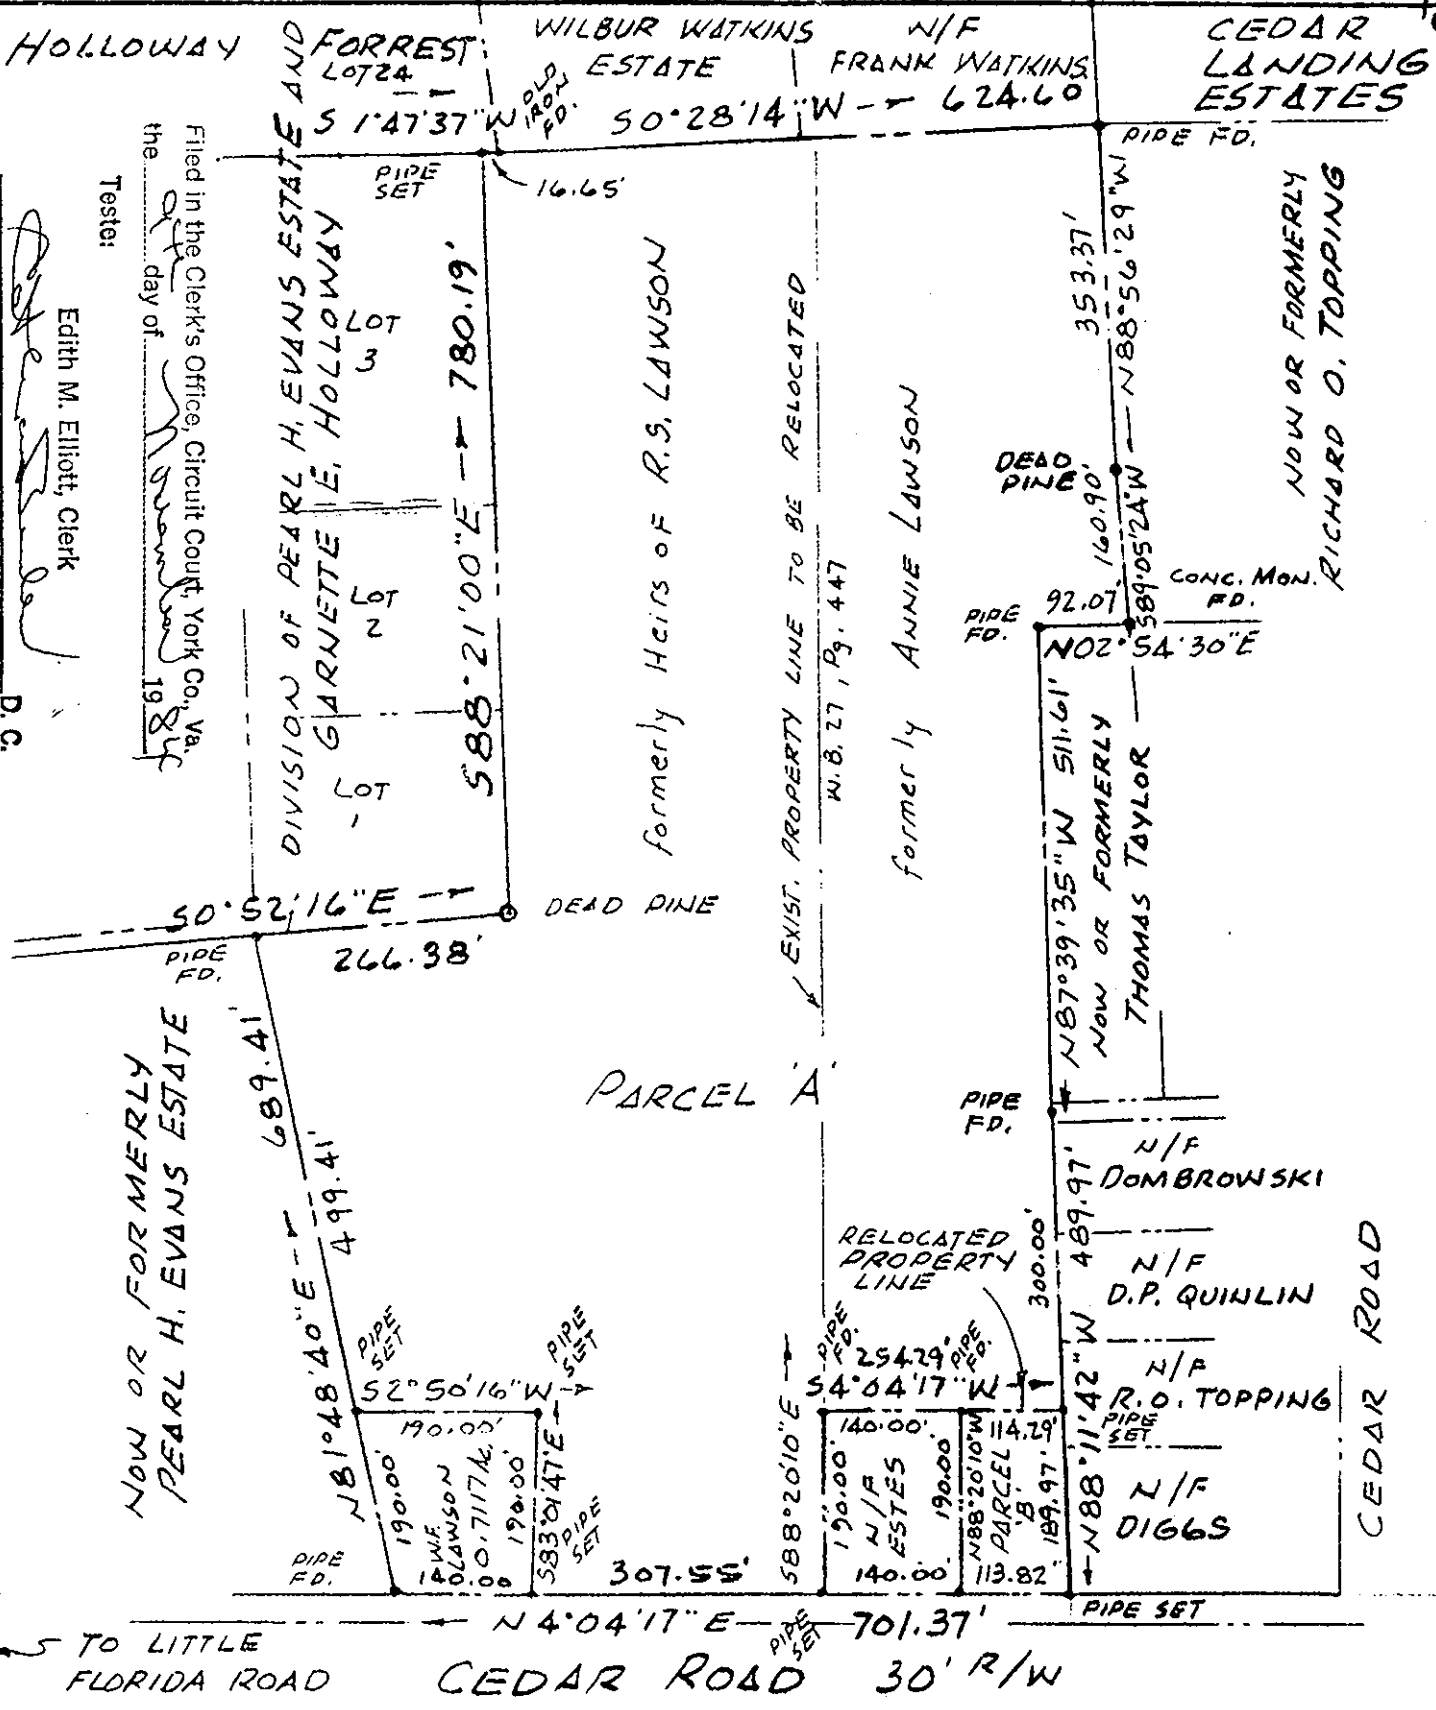 HOLLOWAY FORREST
LOT 24
S 1°47'37" W
OLD
IRON
FD.
WILBUR WATKINS
ESTATE
N/F
FRANK WATKINS
S0°28'14"W 624.60
CEDAR
LANDING
ESTATES
PIPE FD.
PIPE
SET
16.65'
Filed in the Clerk's Office, Circuit Court, York Co., Va.
the 9th day of November 1984
Teste:
Edith M. Elliott, Clerk
D.C.
DIVISION OF PEARL H. EVANS ESTATE AND
GARNETTE E. HOLLOWAY
LOT
3
LOT
2
LOT
1
S88°21'00"E 780.19'
formerly Heirs of R.S. LAWSON
EXIST. PROPERTY LINE TO BE RELOCATED
W.B. 27, Pg. 447
formerly ANNIE LAWSON
353.37'
N88°56'29"W
NOW OR FORMERLY
RICHARD O. TOPPING
DEAD
PINE
160.90'
S89°05'24"W
CONC. MON.
FD.
PIPE
FD.
92.07'
N02°54'30"E
N87°39'35"W 511.61'
NOW OR FORMERLY
THOMAS TAYLOR
S0°52'16"E
266.38'
DEAD PINE
PIPE
FD.
NOW OR FORMERLY
PEARL H. EVANS ESTATE
689.41'
499.41'
N81°48'40"E
PARCEL 'A'
PIPE
FD.
N/F
DOMBROWSKI
N/F
D.P. QUINLIN
N/F
R.O. TOPPING
PIPE
SET
N/F
DIGGS
CEDAR ROAD
N88°11'42"W 489.97'
300.00'
RELOCATED
PROPERTY
LINE
PIPE
SET
PIPE
SET
S2°50'16"W
190.00'
190.00'
W.F.
LAWSON
0.7117 Ac.
190.00'
140.00
S83°01'47"E
PIPE
SET
PIPE
FD.
307.55'
S88°20'10"E
PIPE
FD.
254.29'
PIPE
FD.
S4°04'17"W
140.00'
114.29'
190.00'
N/F
ESTES
190.00
140.00'
N88°20'10"W
PARCEL
'B'
189.97'
113.82'
PIPE SET
N4°04'17"E 701.37'
PIPE
SET
TO LITTLE
FLORIDA ROAD
CEDAR ROAD 30' R/W